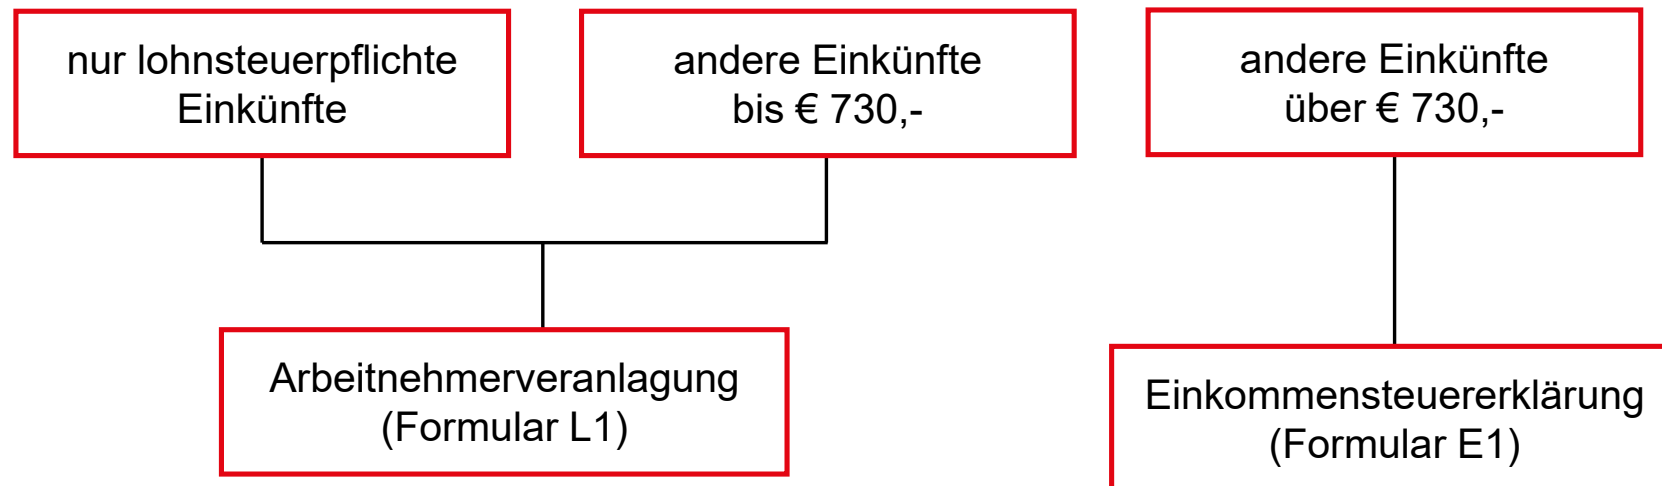 nur lohnsteuerpflichte
Einkünfte
andere Einkünfte
bis € 730,-
andere Einkünfte
über € 730,-
Arbeitnehmerveranlagung
(Formular L1)
Einkommensteuererklärung
(Formular E1)